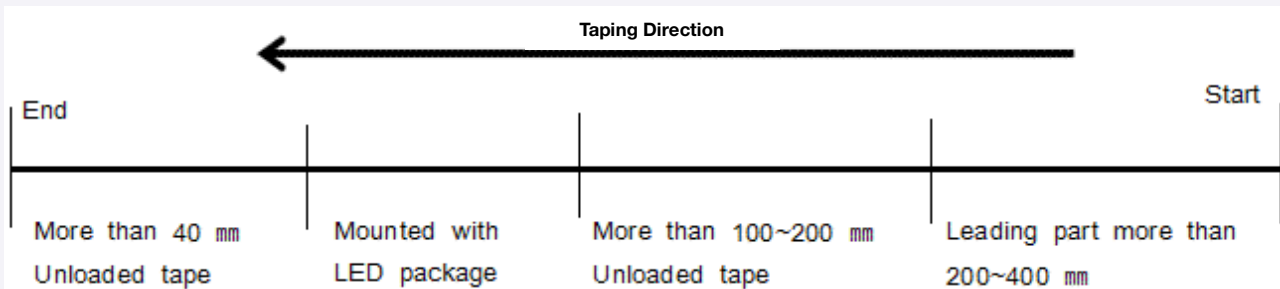 Taping Direction
Start
End
More than 40 ㎜
Unloaded tape
Mounted with
LED package
More than 100~200 ㎜
Unloaded tape
Leading part more than
200~400 ㎜